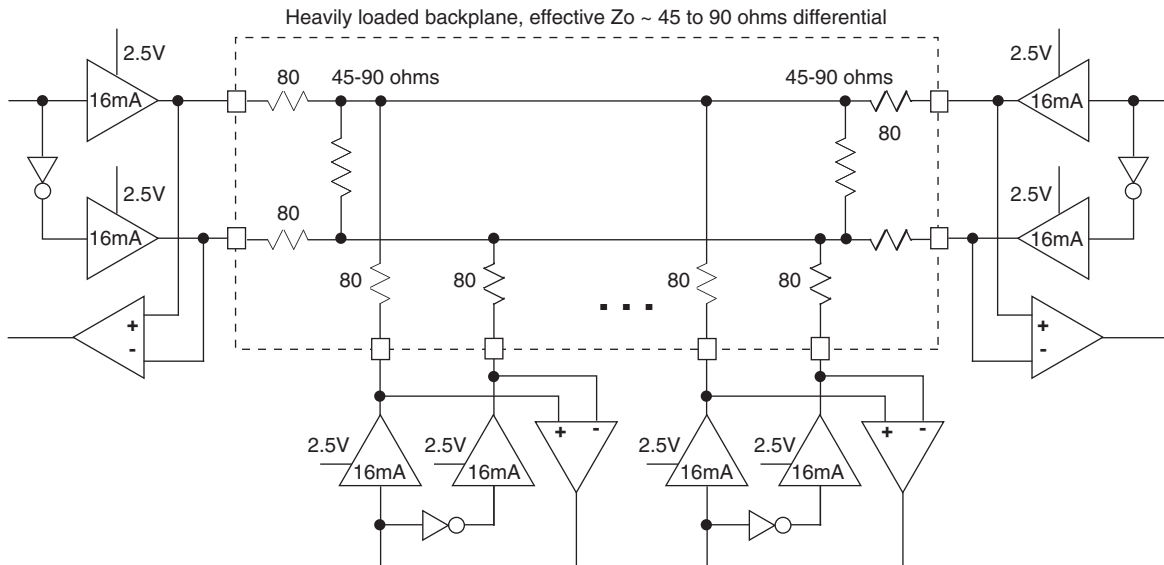 Heavily loaded backplane, effective Zo ~ 45 to 90 ohms differential
2.5V
16mA
80
45-90 ohms
45-90 ohms
80
2.5V
16mA
2.5V
16mA
80
2.5V
16mA
80
80
80
80
+
-
...
+
-
2.5V
16mA
2.5V
16mA
+
-
2.5V
16mA
2.5V
16mA
+
-